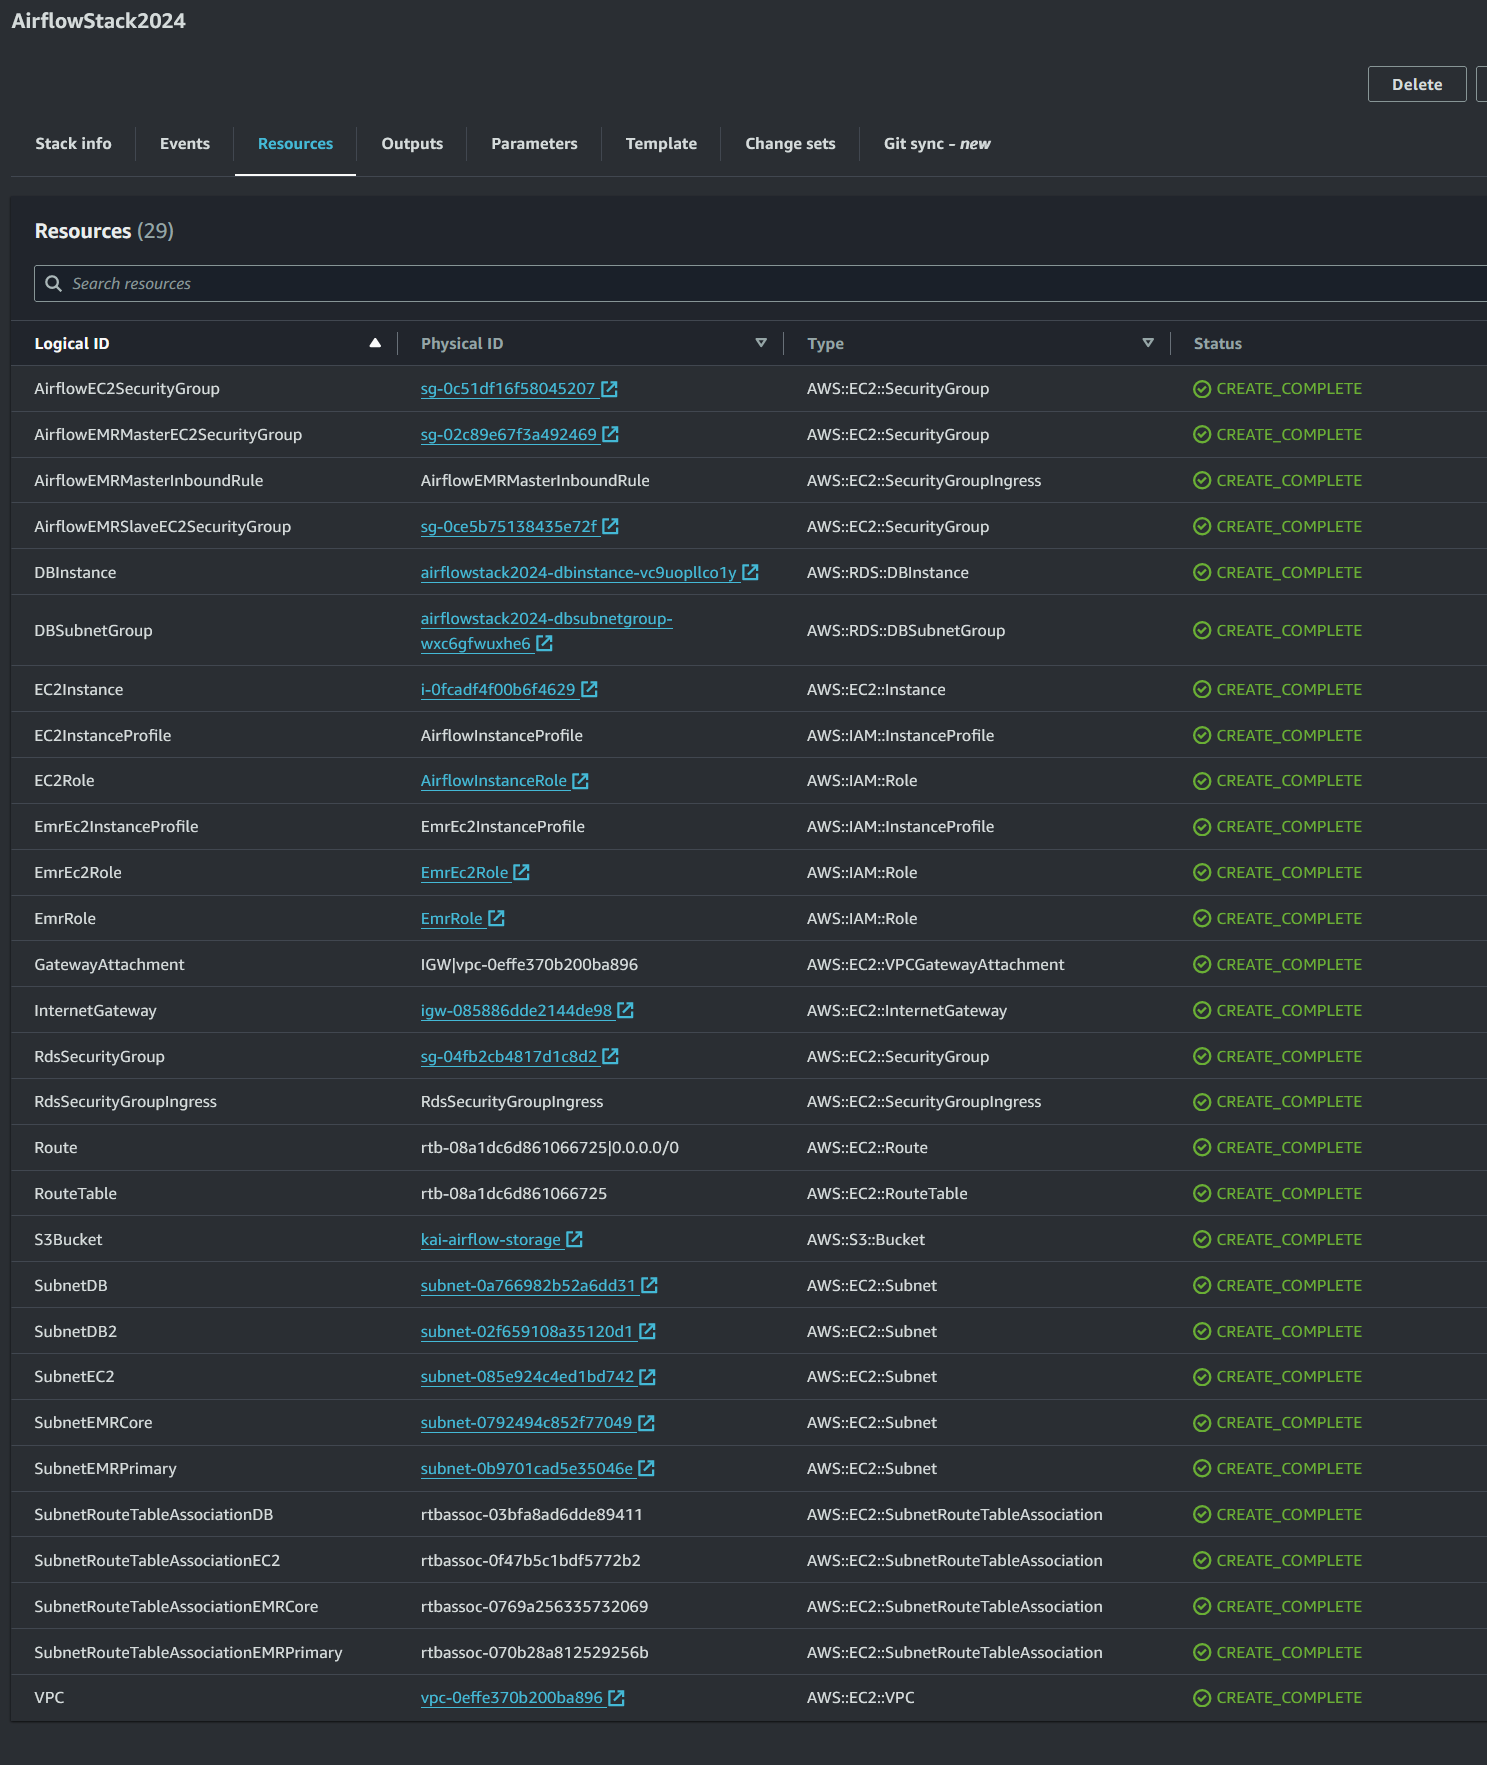 AirflowStack2024
Delete
Stack info Events Resources Outputs Parameters Template Change sets Git sync - new
Resources (29)
Search resources
Logical ID Physical ID Type Status
AirflowEC2SecurityGroup sg-0c51df16f58045207 AWS::EC2::SecurityGroup CREATE_COMPLETE
AirflowEMRMasterEC2SecurityGroup sg-02c89e67f3a492469 AWS::EC2::SecurityGroup CREATE_COMPLETE
AirflowEMRMasterInboundRule AirflowEMRMasterInboundRule AWS::EC2::SecurityGroupIngress CREATE_COMPLETE
AirflowEMRSlaveEC2SecurityGroup sg-0ce5b75138435e72f AWS::EC2::SecurityGroup CREATE_COMPLETE
DBInstance airflowstack2024-dbinstance-vc9uopllco1y AWS::RDS::DBInstance CREATE_COMPLETE
airflowstack2024-dbsubnetgroup-
DBSubnetGroup AWS::RDS::DBSubnetGroup CREATE_COMPLETE
wxc6gfwuxhe6
EC2Instance i-0fcadf4f00b6f4629 AWS::EC2::Instance CREATE_COMPLETE
EC2InstanceProfile AirflowInstanceProfile AWS::IAM::InstanceProfile CREATE_COMPLETE
EC2Role AirflowInstanceRole AWS::IAM::Role CREATE_COMPLETE
EmrEc2InstanceProfile EmrEc2InstanceProfile AWS::IAM::InstanceProfile CREATE_COMPLETE
EmrEc2Role EmrEc2Role AWS::IAM::Role CREATE_COMPLETE
EmrRole EmrRole AWS::IAM::Role CREATE_COMPLETE
GatewayAttachment IGW|vpc-0effe370b200ba896 AWS::EC2::VPCGatewayAttachment CREATE_COMPLETE
InternetGateway igw-085886dde2144de98 AWS::EC2::InternetGateway CREATE_COMPLETE
RdsSecurityGroup sg-04fb2cb4817d1c8d2 AWS::EC2::SecurityGroup CREATE_COMPLETE
RdsSecurityGroupIngress RdsSecurityGroupIngress AWS::EC2::SecurityGroupIngress CREATE_COMPLETE
Route rtb-08a1dc6d861066725|0.0.0.0/0 AWS::EC2::Route CREATE_COMPLETE
RouteTable rtb-08a1dc6d861066725 AWS::EC2::RouteTable CREATE_COMPLETE
S3Bucket kai-airflow-storage AWS::S3::Bucket CREATE_COMPLETE
SubnetDB subnet-0a766982b52a6dd31 AWS::EC2::Subnet CREATE_COMPLETE
SubnetDB2 subnet-02f659108a35120d1 AWS::EC2::Subnet CREATE_COMPLETE
SubnetEC2 subnet-085e924c4ed1bd742 AWS::EC2::Subnet CREATE_COMPLETE
SubnetEMRCore subnet-0792494c852f77049 AWS::EC2::Subnet CREATE_COMPLETE
SubnetEMRPrimary subnet-0b9701cad5e35046e AWS::EC2::Subnet CREATE_COMPLETE
SubnetRouteTableAssociationDB rtbassoc-03bfa8ad6dde89411 AWS::EC2::SubnetRouteTableAssociation CREATE_COMPLETE
SubnetRouteTableAssociationEC2 rtbassoc-0f47b5c1bdf5772b2 AWS::EC2::SubnetRouteTableAssociation CREATE_COMPLETE
SubnetRouteTableAssociationEMRCore rtbassoc-0769a256335732069 AWS::EC2::SubnetRouteTableAssociation CREATE_COMPLETE
SubnetRouteTableAssociationEMRPrimary rtbassoc-070b28a812529256b AWS::EC2::SubnetRouteTableAssociation CREATE_COMPLETE
VPC vpc-0effe370b200ba896 AWS::EC2::VPC CREATE_COMPLETE